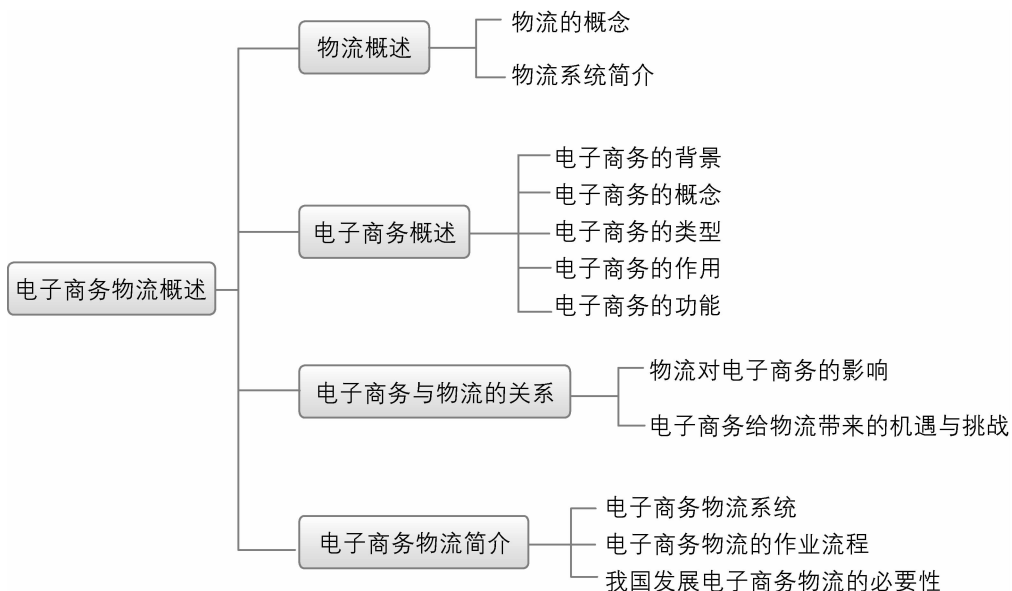 电子商务物流概述
物流概述
物流的概念
物流系统简介
电子商务概述
电子商务的背景
电子商务的概念
电子商务的类型
电子商务的作用
电子商务的功能
电子商务与物流的关系
物流对电子商务的影响
电子商务给物流带来的机遇与挑战
电子商务物流简介
电子商务物流系统
电子商务物流的作业流程
我国发展电子商务物流的必要性